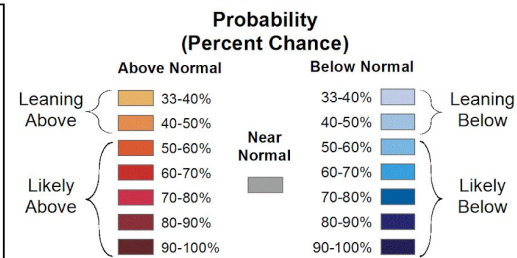 Probability
(Percent Chance)
Above Normal
Below Normal
Leaning
Above
33-40%
40-50%
Likely
Above
50-60%
60-70%
70-80%
80-90%
90-100%
Near
Normal
33-40%
40-50%
Leaning
Below
50-60%
60-70%
70-80%
80-90%
90-100%
Likely
Below